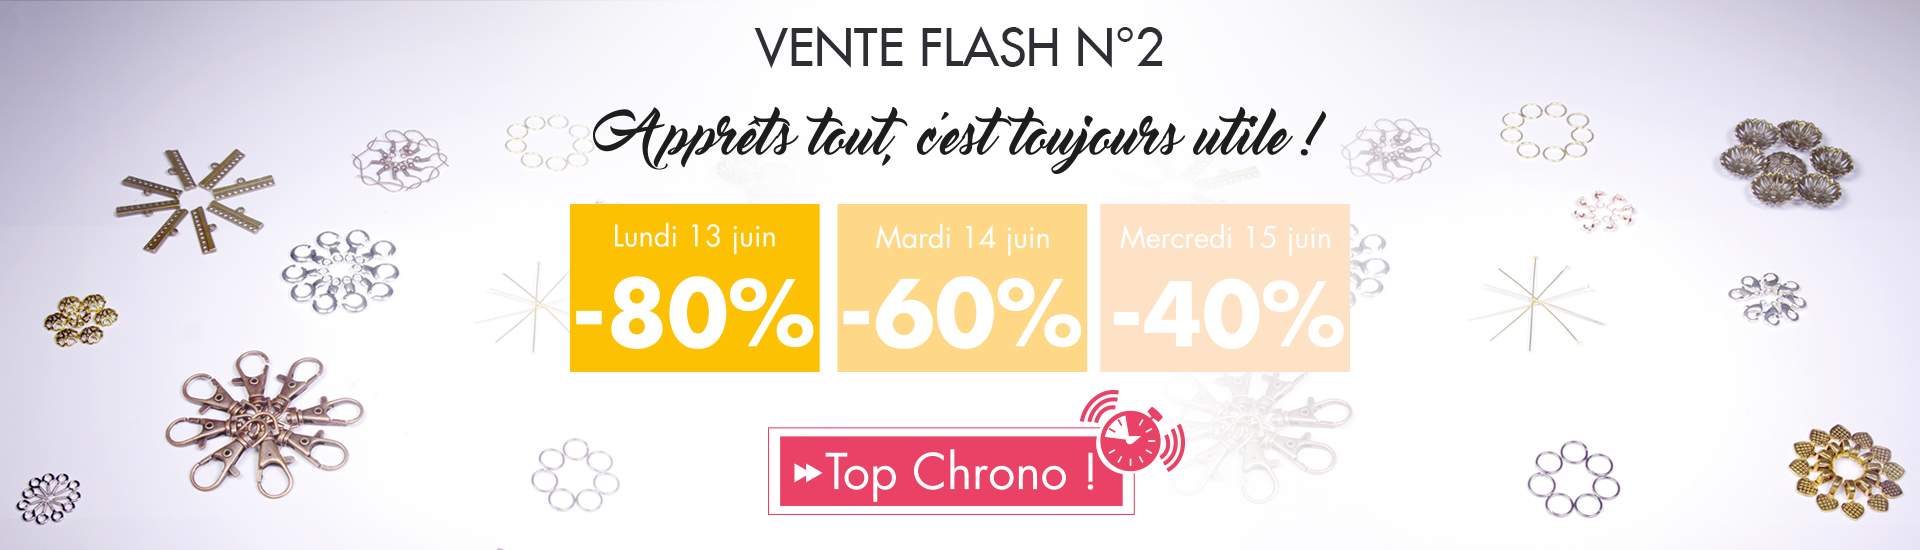 VENTE FLASH N°2
Apprêts tout, c'est toujours utile !
Lundi 13 juin
-80%
Mardi 14 juin
-60%
Mercredi 15 juin
-40%
Top Chrono !